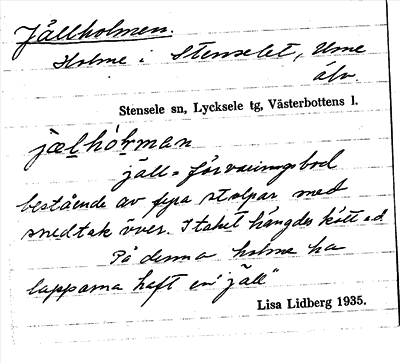 Jällholmen.
Holme i Stenselet, Ume
älv.
Stensele sn, Lycksele tg, Västerbottens l.
jælhólman
jäll = förvaringsbod
bestående av fyra stolpar med
snedtak över. I taket hängdes kött o.d
På denna holme ha
lapparna haft en "jäll"
Lisa Lidberg 1935.